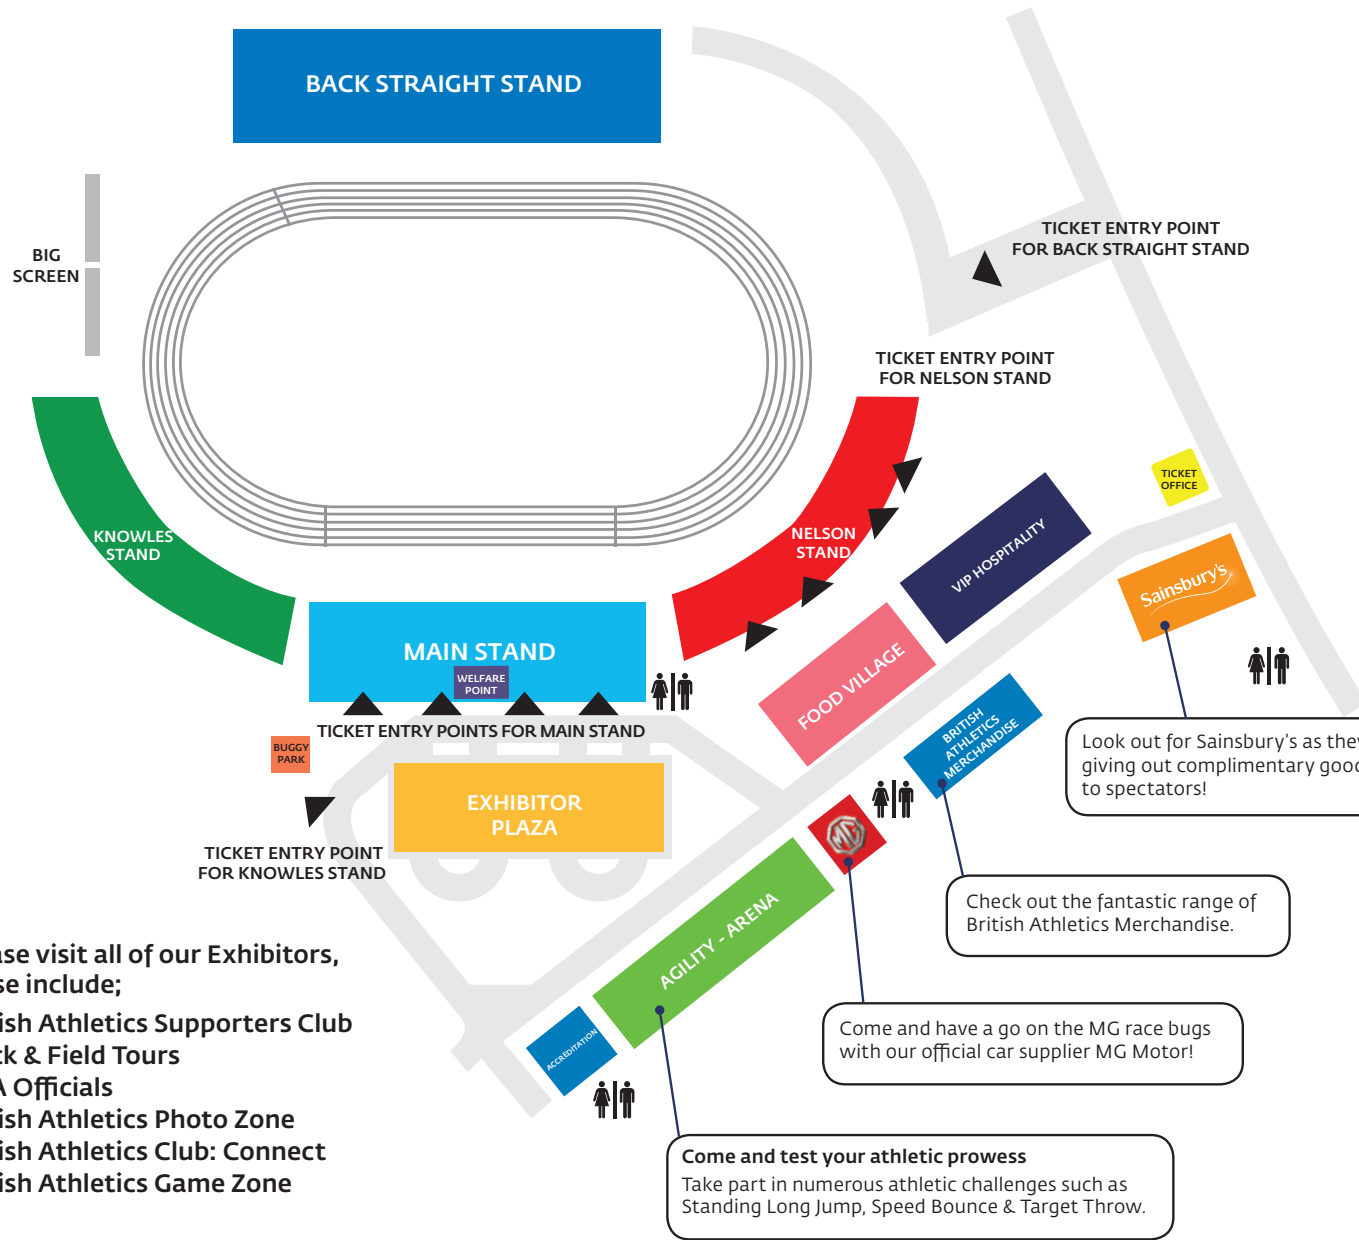 BACK STRAIGHT STAND
BIG
SCREEN
TICKET ENTRY POINT
FOR BACK STRAIGHT STAND
TICKET ENTRY POINT
FOR NELSON STAND
TICKET
OFFICE
KNOWLES
STAND
NELSON
STAND
VIP HOSPITALITY
Sainsbury's
MAIN STAND
WELFARE
POINT
FOOD VILLAGE
TICKET ENTRY POINTS FOR MAIN STAND
BRITISH
ATHLETICS
MERCHANDISE
BUGGY
PARK
Look out for Sainsbury's as they
giving out complimentary good
to spectators!
EXHIBITOR
PLAZA
MG
TICKET ENTRY POINT
FOR KNOWLES STAND
Check out the fantastic range of
British Athletics Merchandise.
AGILITY - ARENA
ase visit all of our Exhibitors,
se include;
ish Athletics Supporters Club
ck & Field Tours
A Officials
ish Athletics Photo Zone
ish Athletics Club: Connect
ish Athletics Game Zone
ACCREDITATION
Come and have a go on the MG race bugs
with our official car supplier MG Motor!
Come and test your athletic prowess
Take part in numerous athletic challenges such as
Standing Long Jump, Speed Bounce & Target Throw.